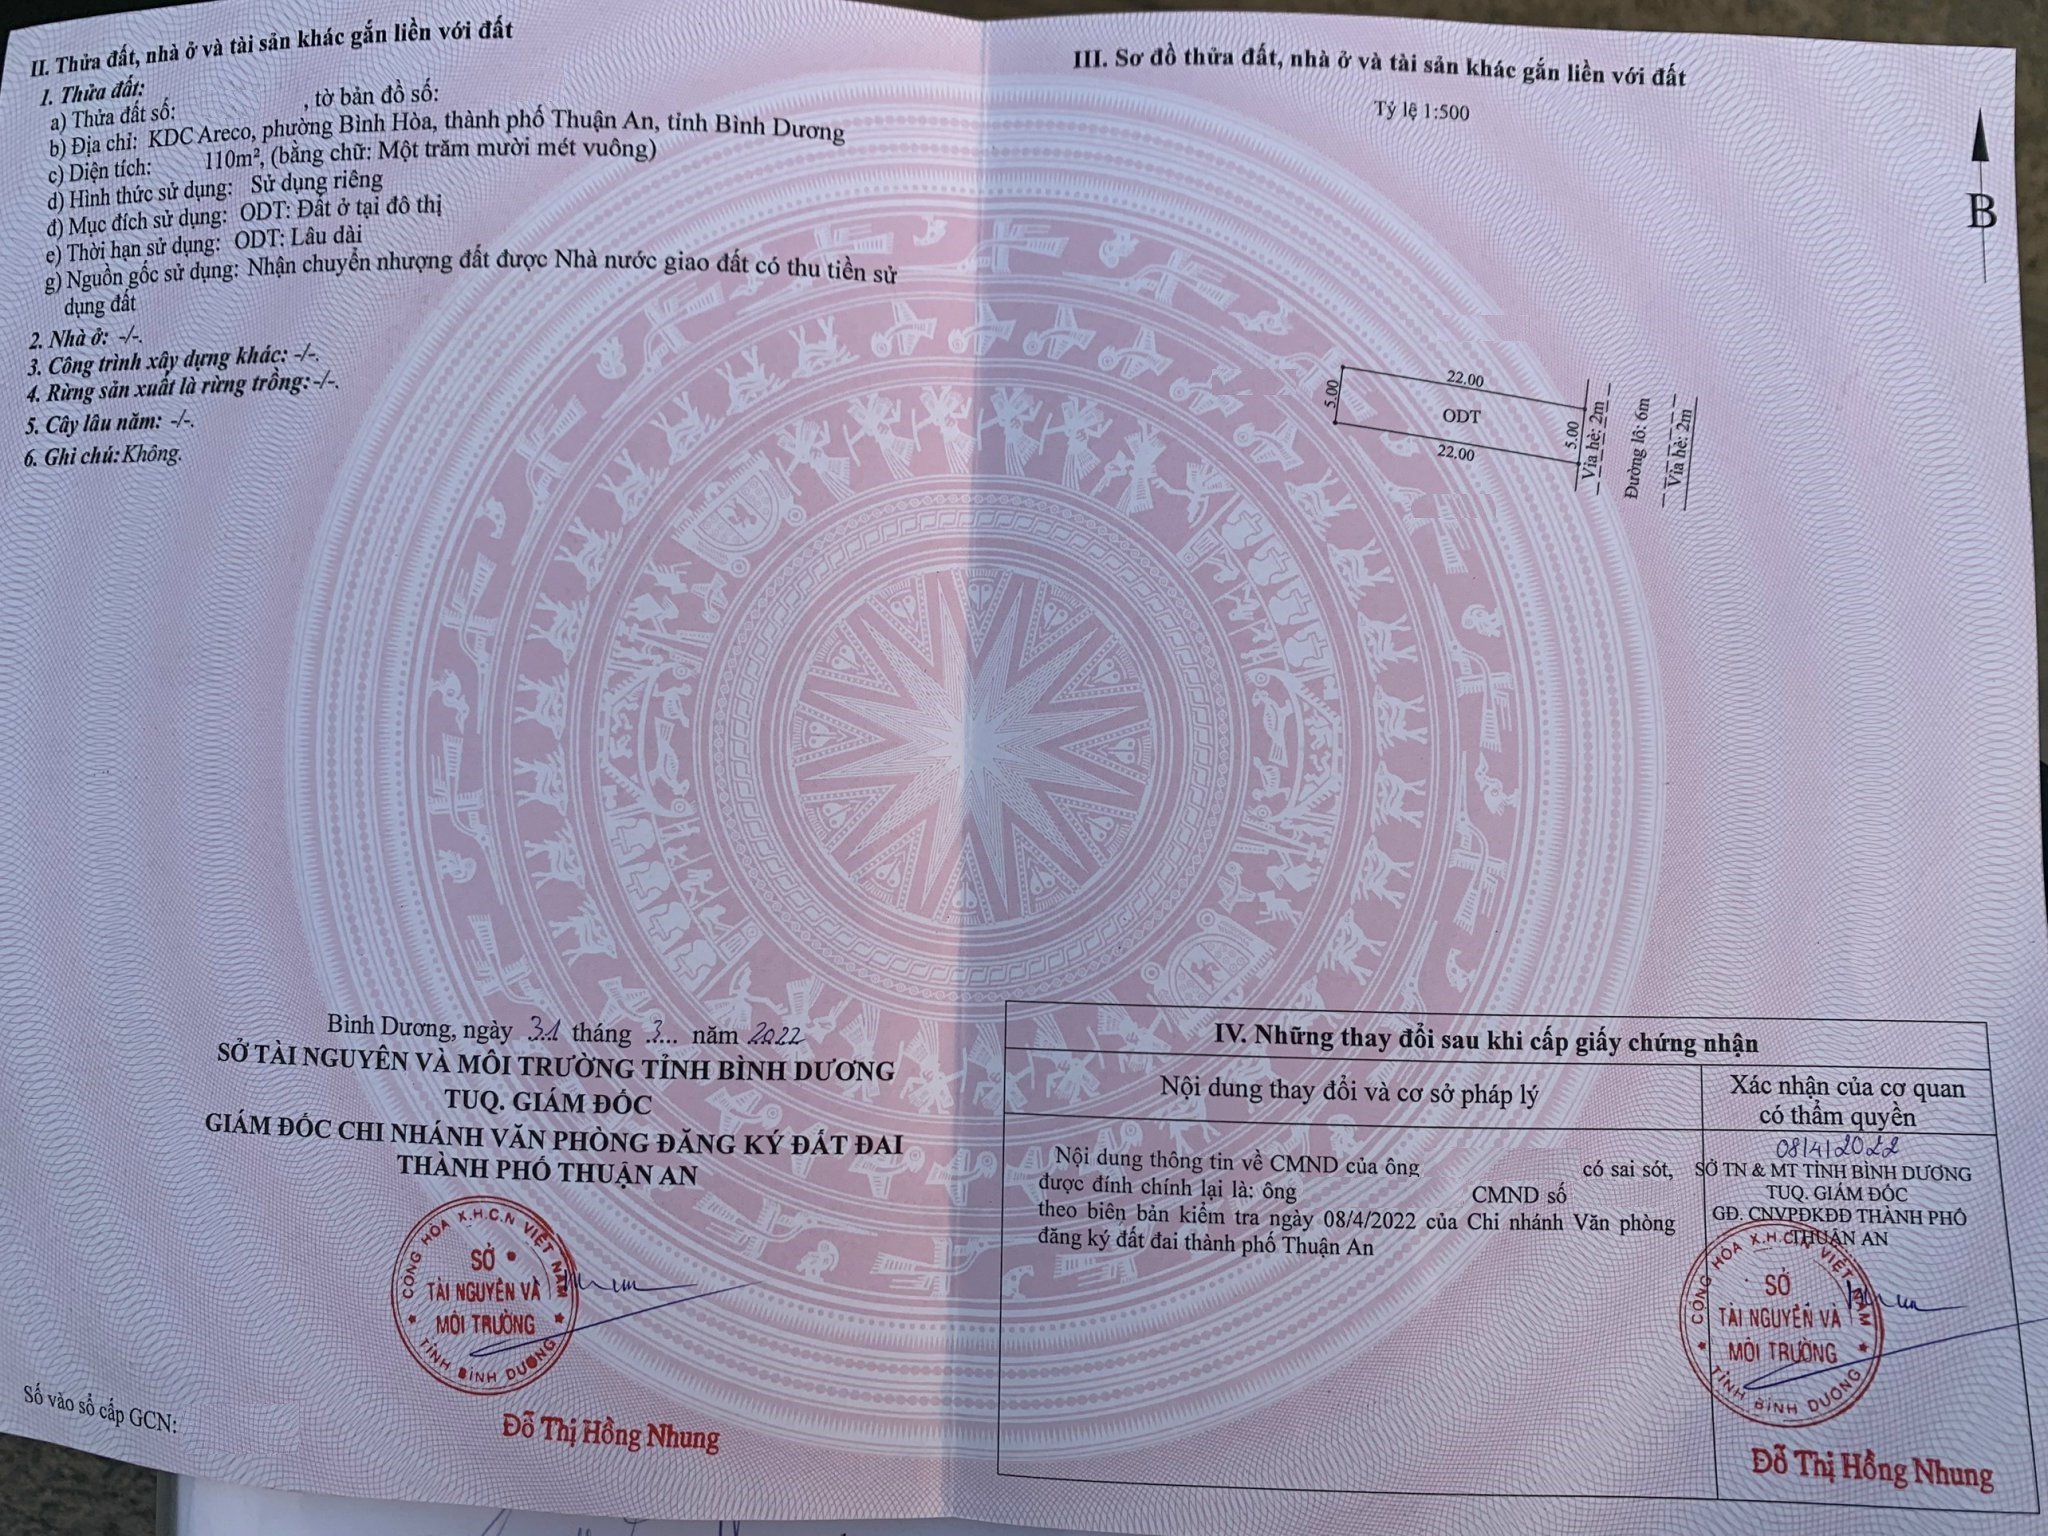 II. Thửa đất, nhà ở và tài sản khác gắn liền với đất
1. Thửa đất:
a) Thửa đất số: , tờ bản đồ số:
b) Địa chỉ: KDC Areco, phường Bình Hòa, thành phố Thuận An, tỉnh Bình Dương
c) Diện tích: 110m², (bằng chữ: Một trăm mười mét vuông)
d) Hình thức sử dụng: Sử dụng riêng
đ) Mục đích sử dụng: ODT: Đất ở tại đô thị
e) Thời hạn sử dụng: ODT: Lâu dài
g) Nguồn gốc sử dụng: Nhận chuyển nhượng đất được Nhà nước giao đất có thu tiền sử
dụng đất
2. Nhà ở: -/-.
3. Công trình xây dựng khác: -/-.
4. Rừng sản xuất là rừng trồng: -/-.
5. Cây lâu năm: -/-.
6. Ghi chú: Không.
Bình Dương, ngày 31 tháng 3... năm 2022
SỞ TÀI NGUYÊN VÀ MÔI TRƯỜNG TỈNH BÌNH DƯƠNG
TUQ. GIÁM ĐỐC
GIÁM ĐỐC CHI NHÁNH VĂN PHÒNG ĐĂNG KÝ ĐẤT ĐAI
THÀNH PHỐ THUẬN AN
CỘNG HÒA X.H.C.N VIỆT NAM
SỞ
TÀI NGUYÊN VÀ
MÔI TRƯỜNG
TỈNH BÌNH DƯƠNG
Đỗ Thị Hồng Nhung
Số vào sổ cấp GCN:
III. Sơ đồ thửa đất, nhà ở và tài sản khác gắn liền với đất
Tỷ lệ 1:500
B
22.00
5.00
ODT
5.00
22.00
Vỉa hè: 2m
Đường lô: 6m
Vỉa hè: 2m
IV. Những thay đổi sau khi cấp giấy chứng nhận
Nội dung thay đổi và cơ sở pháp lý
Xác nhận của cơ quan
có thẩm quyền
Nội dung thông tin về CMND của ông có sai sót,
được đính chính lại là: ông CMND số
theo biên bản kiểm tra ngày 08/4/2022 của Chi nhánh Văn phòng
đăng ký đất đai thành phố Thuận An
08/4/2022
SỞ TN & MT TỈNH BÌNH DƯƠNG
TUQ. GIÁM ĐỐC
GĐ. CNVPĐKĐĐ THÀNH PHỐ
THUẬN AN
CỘNG HÒA X.H.C.N VIỆT NAM
SỞ
TÀI NGUYÊN VÀ
MÔI TRƯỜNG
TỈNH BÌNH DƯƠNG
Đỗ Thị Hồng Nhung